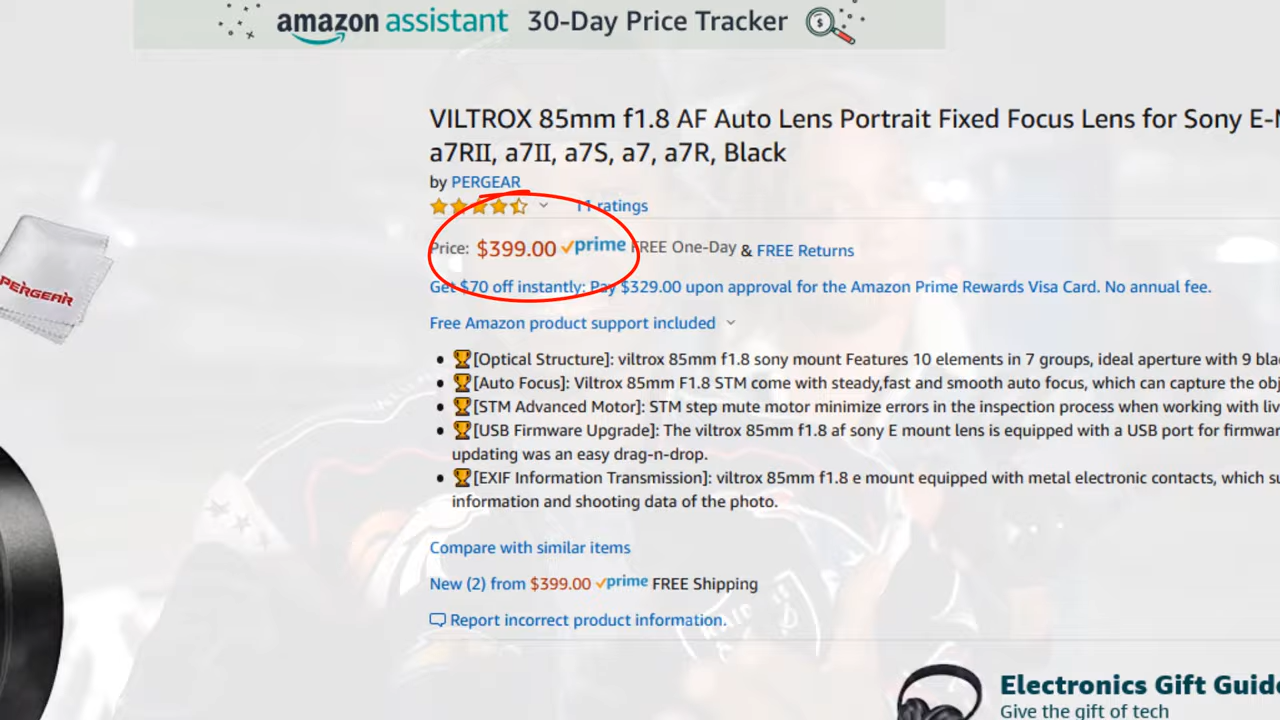 amazon assistant 30-Day Price Tracker
VILTROX 85mm f1.8 AF Auto Lens Portrait Fixed Focus Lens for Sony
a7RII, a7II, a7S, a7, a7R, Black
by PERGEAR
11 ratings
Price: $399.00 prime FREE One-Day & FREE Returns
Get $70 off instantly: Pay $329.00 upon approval for the Amazon Prime Rewards Visa Card. No annual fee.
PERGEAR
Free Amazon product support included
[Optical Structure]: viltrox 85mm f1.8 sony mount Features 10 elements in 7 groups, ideal aperture with 9
[Auto Focus]: Viltrox 85mm F1.8 STM come with steady,fast and smooth auto focus, which can capture the
[STM Advanced Motor]: STM step mute motor minimize errors in the inspection process when working with
[USB Firmware Upgrade]: The viltrox 85mm f1.8 af sony E mount lens is equipped with a USB port for
updating was an easy drag-n-drop.
[EXIF Information Transmission]: viltrox 85mm f1.8 e mount equipped with metal electronic contacts, which
information and shooting data of the photo.
Compare with similar items
New (2) from $399.00 prime FREE Shipping
Report incorrect product information.
Electronics Gift
Give the gift of tech